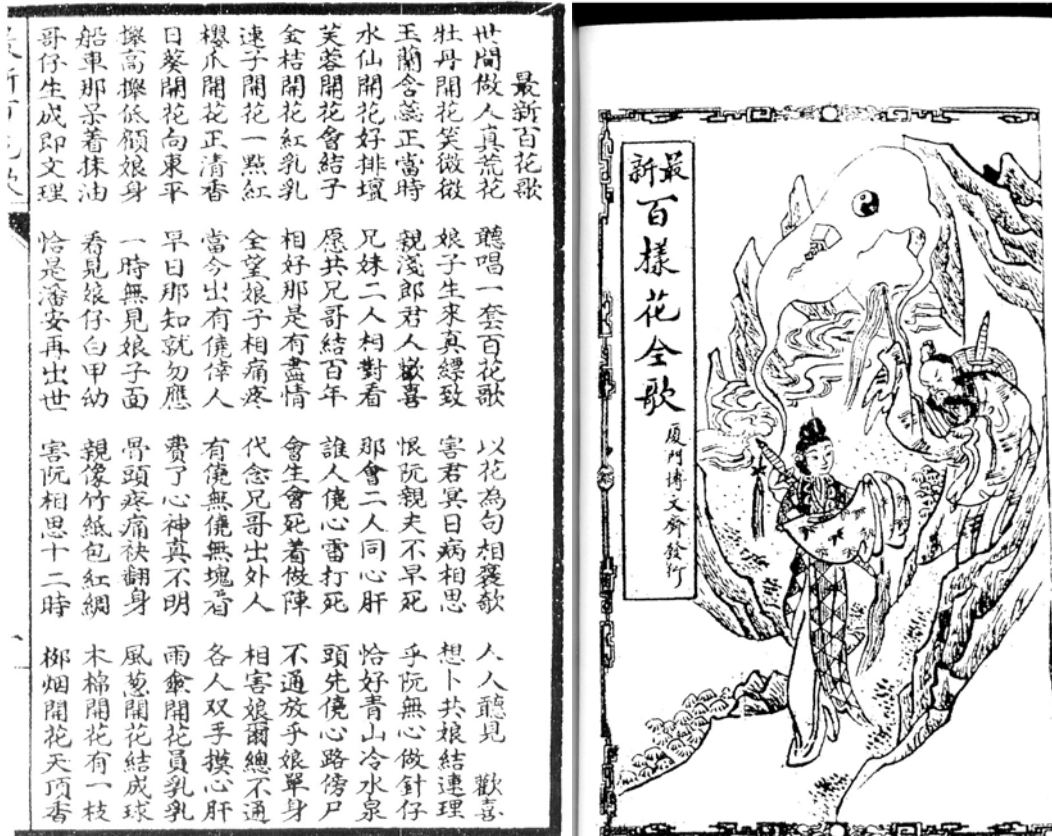 最新
百樣花全歌
廈門博文齋發行
最新百花歌
世間做人真荒花 聽唱一套百花歌 以花為句相褒歌 人人聽見 歡喜
牡丹開花笑微微 娘子生來真縹致 害君冥日病相思 想卜共娘結連理
玉蘭含蕊正當時 親淺郎君人歡喜 恨阮親夫不早死 乎阮無心做針仔
水仙開花好排壇 兄妹二人相對看 那會二人同心肝 恰好青山冷水泉
芙蓉開花會結子 愿共兄哥結百年 誰人僥心雷打死 頭先僥心路傍尸
金桔開花紅乳乳 相好那是有盡情 會生會死着做陣 不通放乎娘單身
連子開花一點紅 全望娘子相痛疼 代念兄哥出外人 相害娘爾總不通
櫻爪開花正清香 當今出有僥倖人 有僥無僥無塊看 各人双手摸心肝
日葵開花向東平 早日那知就勿應 費了心神真不明 雨傘開花員乳乳
攑高攑低顧娘身 一時無見娘子面 骨頭疼痛袂翻身 風葱開花結成球
船車那呆着抹油 看見娘仔白甲幼 親像竹紙包紅綢 木棉開花有一枝
哥仔生成即文理 恰是潘安再出世 害阮相思十二時 柳烟開花天頂香